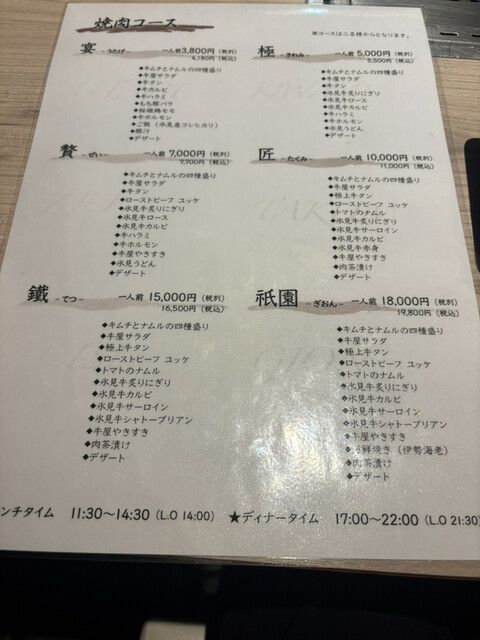 焼肉コース
※コースは二名様からとなります。
宴 -うたげ- 一人前 3,800円 (税別)
4,180円 (税込)
◆キムチとナムルの四種盛り
◆牛屋サラダ
◆牛タン
◆牛カルビ
◆牛ハラミ
◆もち豚バラ
◆桜姫鶏モモ
◆牛ホルモン
◆ご飯 (氷見産コシヒカリ)
◆豚汁
◆デザート
極 -きわみ- 一人前 5,000円 (税別)
5,500円 (税込)
◆キムチとナムルの四種盛り
◆牛屋サラダ
◆牛タン
◆氷見牛炙りにぎり
◆氷見牛ロース
◆氷見牛カルビ
◆牛ハラミ
◆牛ホルモン
◆氷見うどん
◆デザート
贅 -ぜい- 一人前 7,000円 (税別)
7,700円 (税込)
◆キムチとナムルの四種盛り
◆牛屋サラダ
◆牛タン
◆ローストビーフ ユッケ
◆氷見牛炙りにぎり
◆氷見牛ロース
◆氷見牛カルビ
◆牛ハラミ
◆牛ホルモン
◆牛屋やきすき
◆氷見うどん
◆デザート
匠 -たくみ- 一人前 10,000円 (税別)
11,000円 (税込)
◆キムチとナムルの四種盛り
◆牛屋サラダ
◆極上牛タン
◆ローストビーフ ユッケ
◆トマトのナムル
◆氷見牛炙りにぎり
◆氷見牛サーロイン
◆氷見牛カルビ
◆氷見牛赤身
◆牛屋やきすき
◆肉茶漬け
◆デザート
鐵 -てつ- 一人前 15,000円 (税別)
16,500円 (税込)
◆キムチとナムルの四種盛り
◆牛屋サラダ
◆極上牛タン
◆ローストビーフ ユッケ
◆トマトのナムル
◆氷見牛炙りにぎり
◆氷見牛カルビ
◆氷見牛サーロイン
◆氷見牛シャトーブリアン
◆牛屋やきすき
◆肉茶漬け
◆デザート
祇園 -ぎおん- 一人前 18,000円 (税別)
19,800円 (税込)
◆キムチとナムルの四種盛り
◆牛屋サラダ
◆極上牛タン
◆ローストビーフ ユッケ
◆トマトのナムル
◆氷見牛炙りにぎり
◆氷見牛カルビ
◆氷見牛サーロイン
◆氷見牛シャトーブリアン
◆牛屋やきすき
◆海鮮焼き (伊勢海老)
◆肉茶漬け
◆デザート
ンチタイム 11:30～14:30 (L.O 14:00) ★ディナータイム 17:00～22:00 (L.O 21:30)